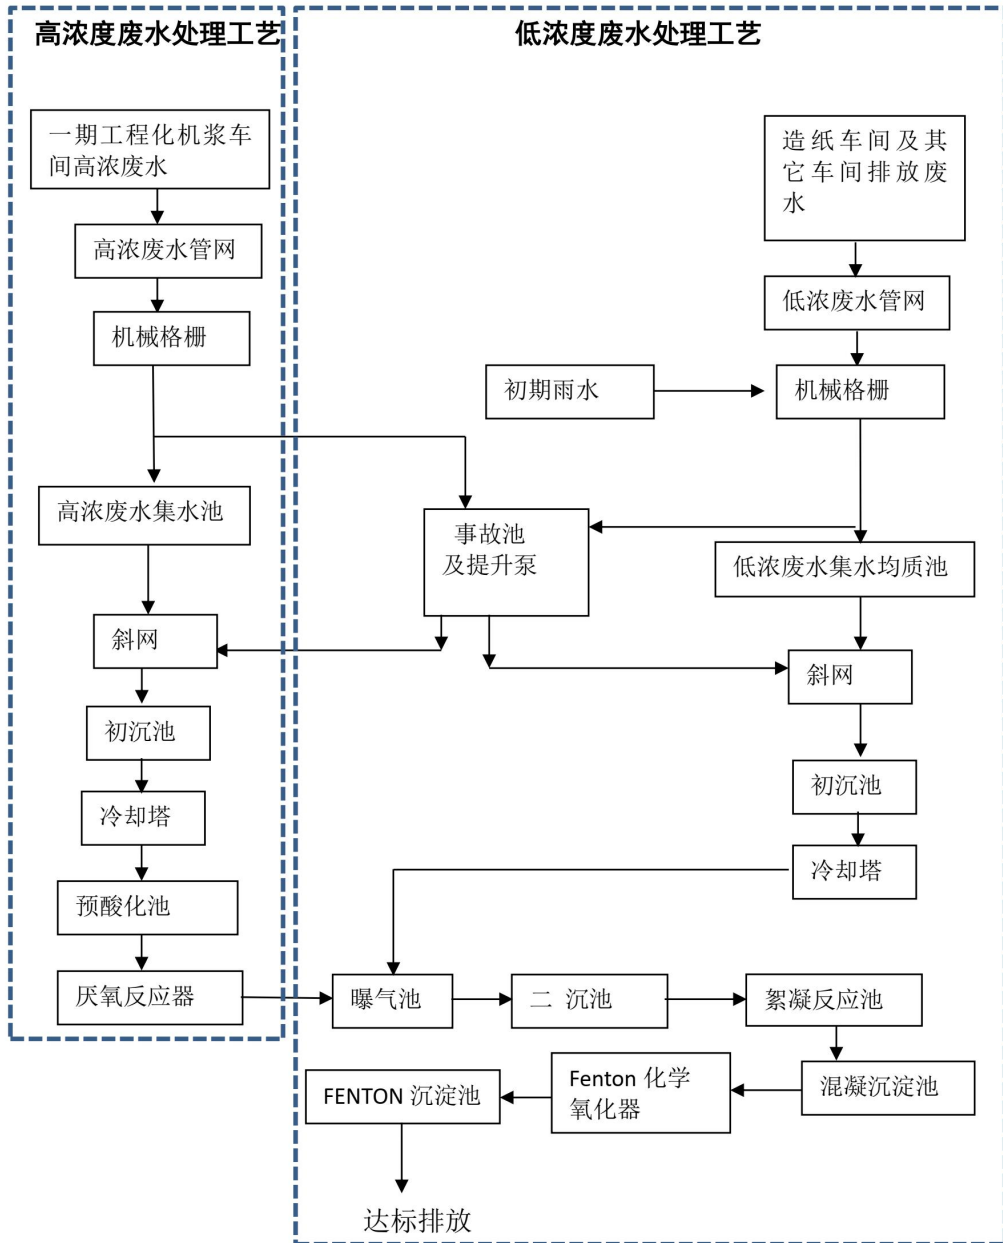 高浓度废水处理工艺
低浓度废水处理工艺
一期工程化机浆车
间高浓废水
高浓废水管网
机械格栅
高浓废水集水池
斜网
初沉池
冷却塔
预酸化池
厌氧反应器
造纸车间及其
它车间排放废
水
低浓废水管网
初期雨水
机械格栅
事故池
及提升泵
低浓废水集水均质池
斜网
初沉池
冷却塔
曝气池
二 沉池
絮凝反应池
混凝沉淀池
Fenton 化学
氧化器
FENTON 沉淀池
达标排放